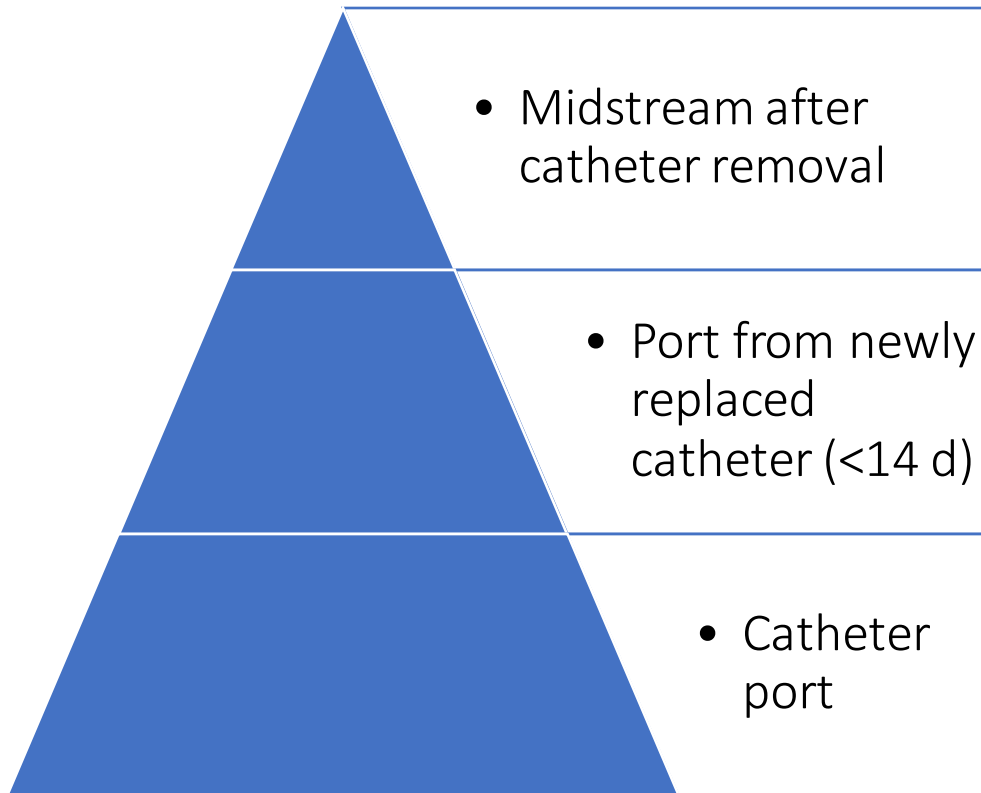 • Midstream after
catheter removal
• Port from newly
replaced
catheter (<14 d)
• Catheter
port